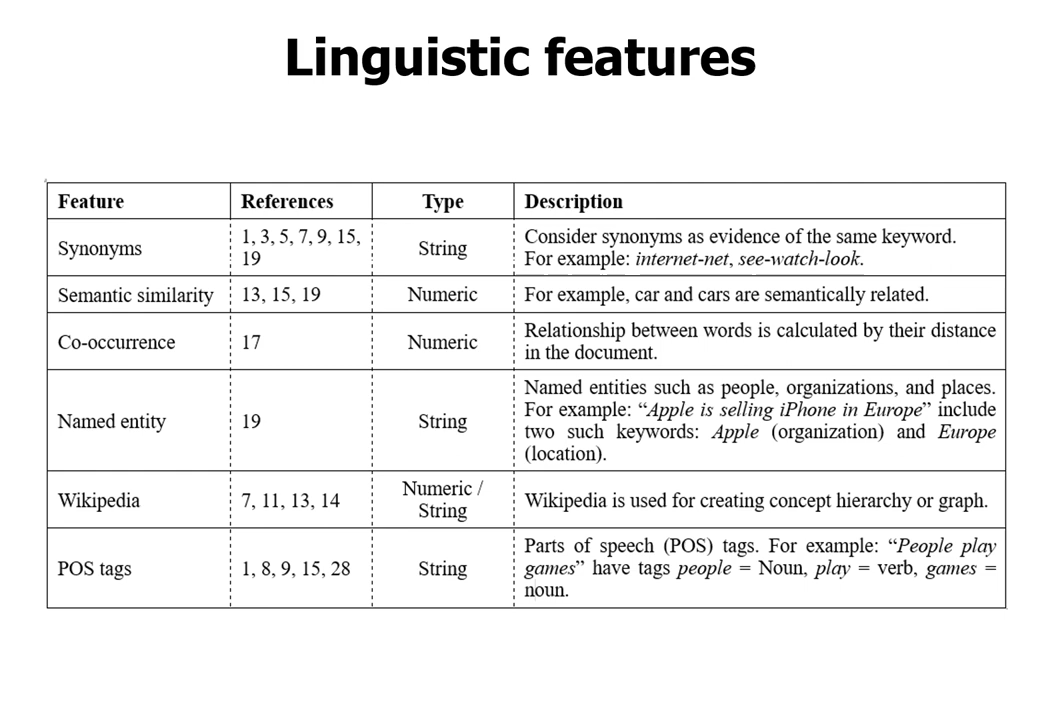 Linguistic features
Feature References Type Description
Synonyms 1, 3, 5, 7, 9, 15, 19 String Consider synonyms as evidence of the same keyword.
For example: internet-net, see-watch-look.
Semantic similarity 13, 15, 19 Numeric For example, car and cars are semantically related.
Co-occurrence 17 Numeric Relationship between words is calculated by their distance
in the document.
Named entity 19 String Named entities such as people, organizations, and places.
For example: “Apple is selling iPhone in Europe” include
two such keywords: Apple (organization) and Europe
(location).
Wikipedia 7, 11, 13, 14 Numeric / String Wikipedia is used for creating concept hierarchy or graph.
POS tags 1, 8, 9, 15, 28 String Parts of speech (POS) tags. For example: “People play
games” have tags people = Noun, play = verb, games =
noun.